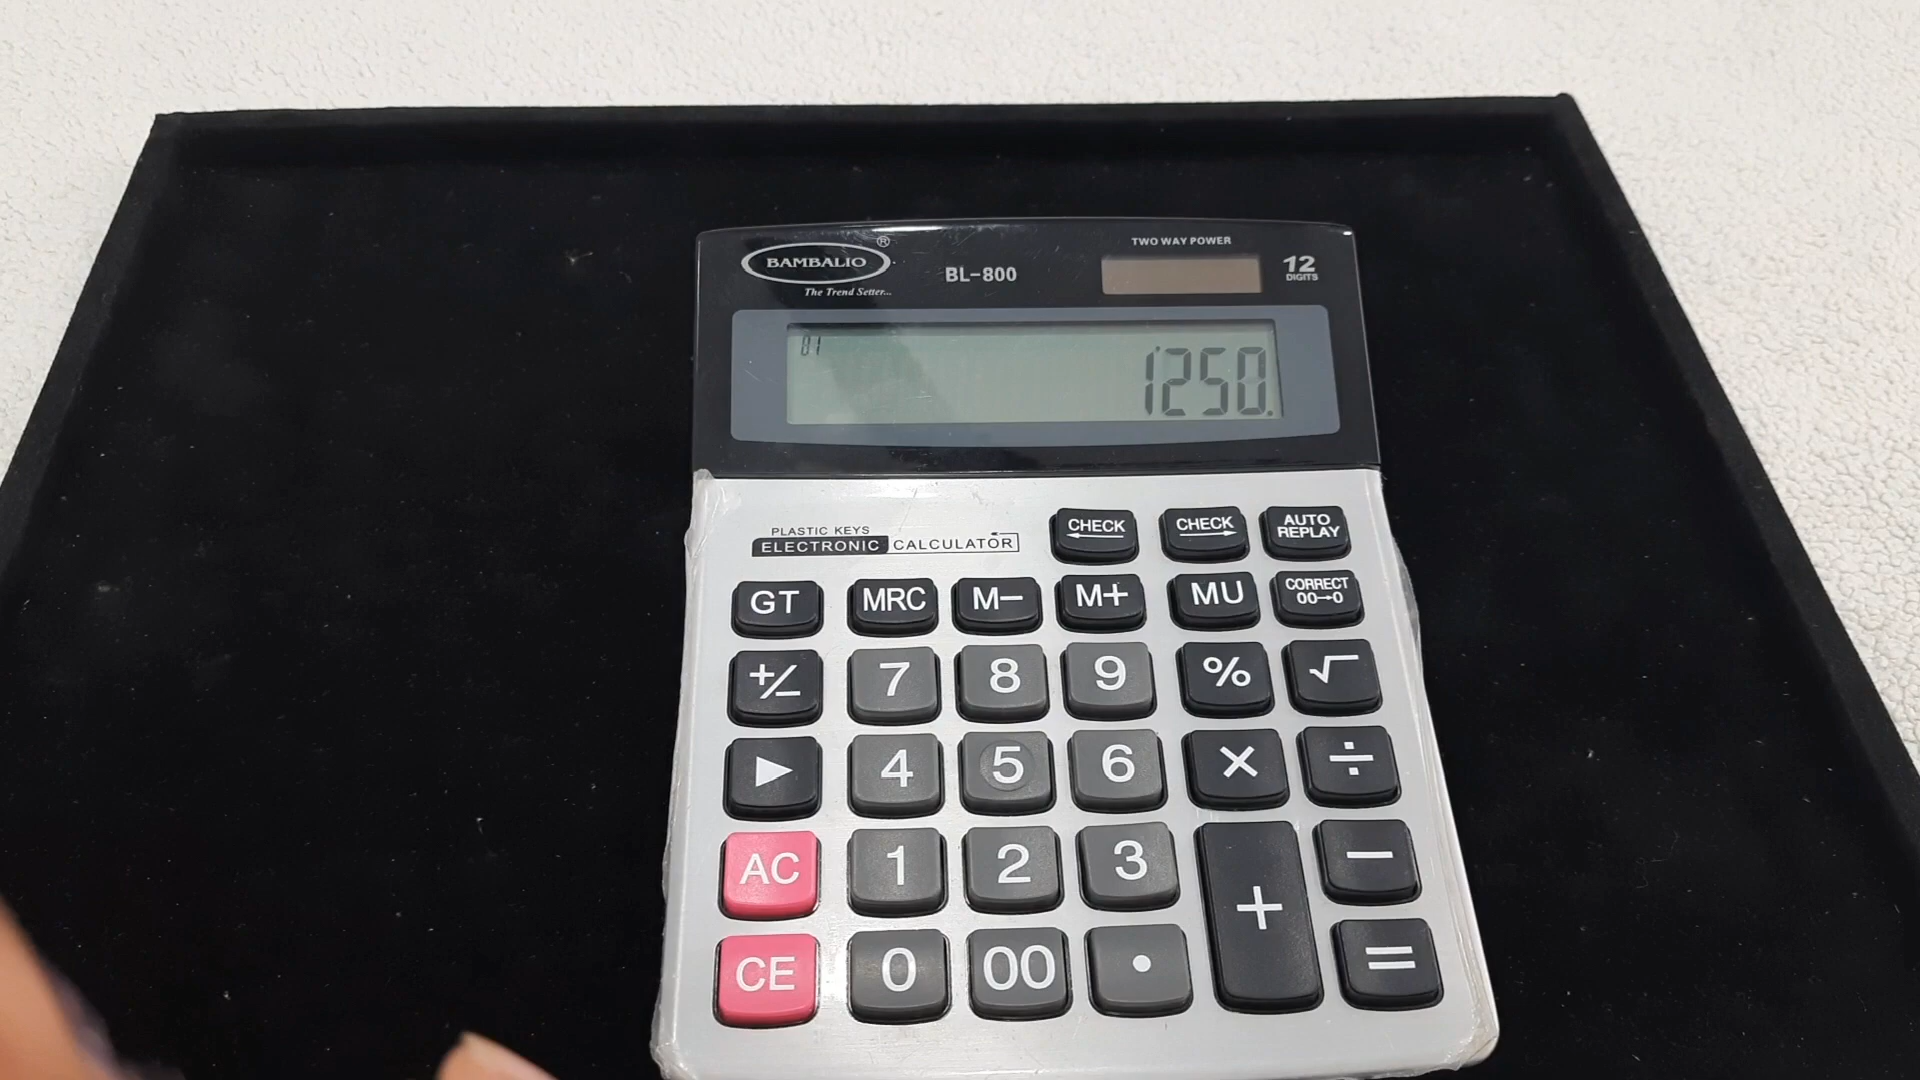 BAMBALIO ®
The Trend Setter...
BL-800
TWO WAY POWER
12
DIGITS
01
1'250.
PLASTIC KEYS
ELECTRONIC CALCULATOR
CHECK CHECK AUTO REPLAY
GT MRC M− M+ MU CORRECT 00→0
+/− 7 8 9 % √
▶ 4 5 6 × ÷
AC 1 2 3 + −
CE 0 00 . =